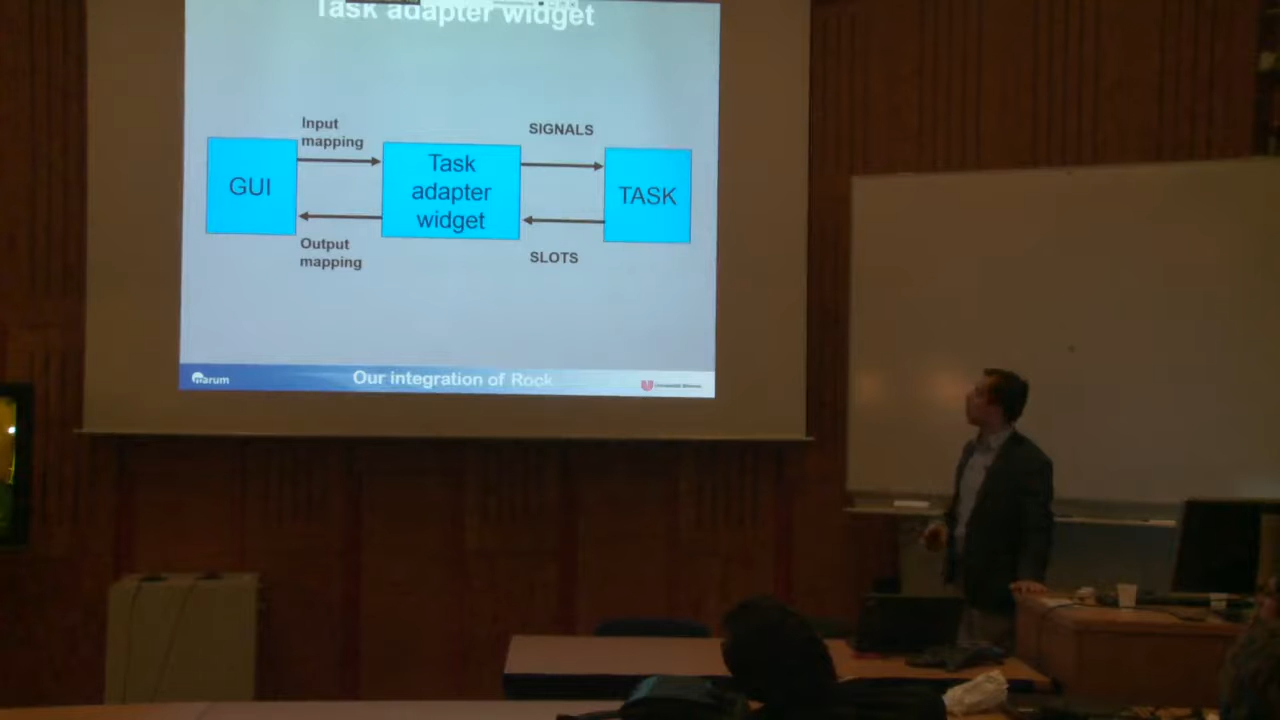 Task adapter widget
Input
mapping
SIGNALS
GUI
Task
adapter
widget
TASK
Output
mapping
SLOTS
marum
Our integration of Rock